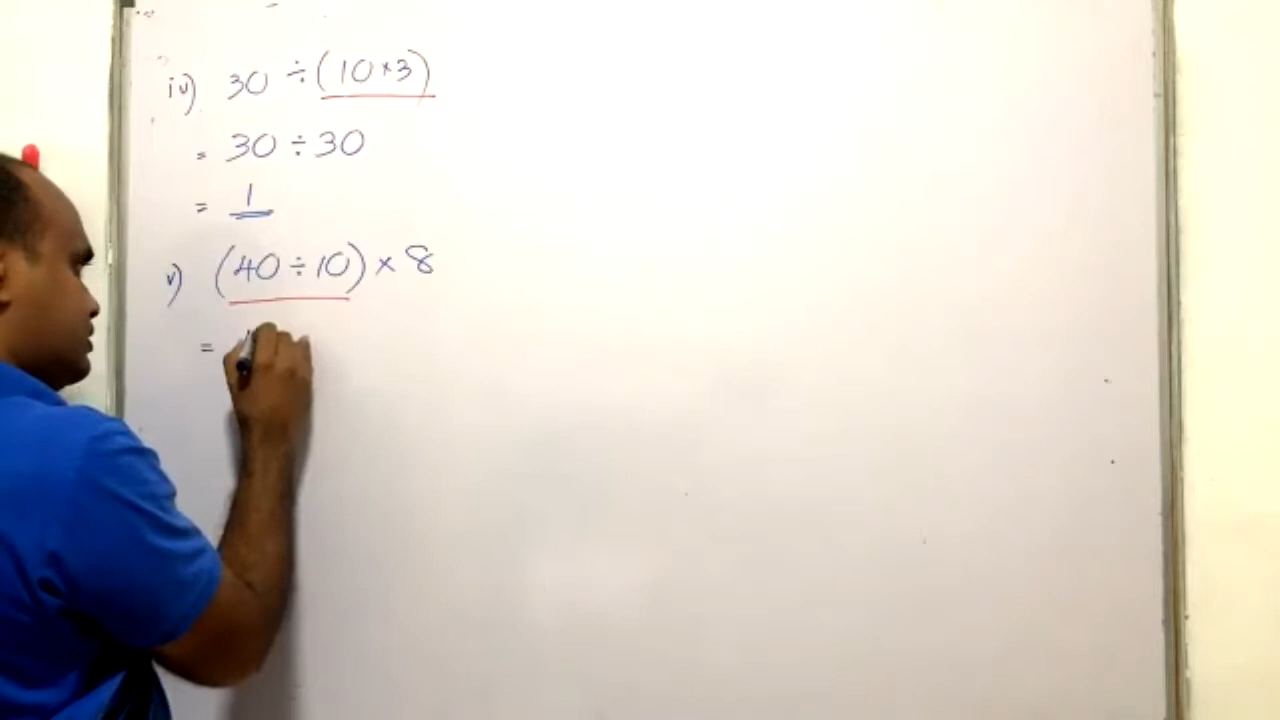 iv) 30 ÷ (10 × 3)
= 30 ÷ 30
= 1
v) (40 ÷ 10) × 8
=